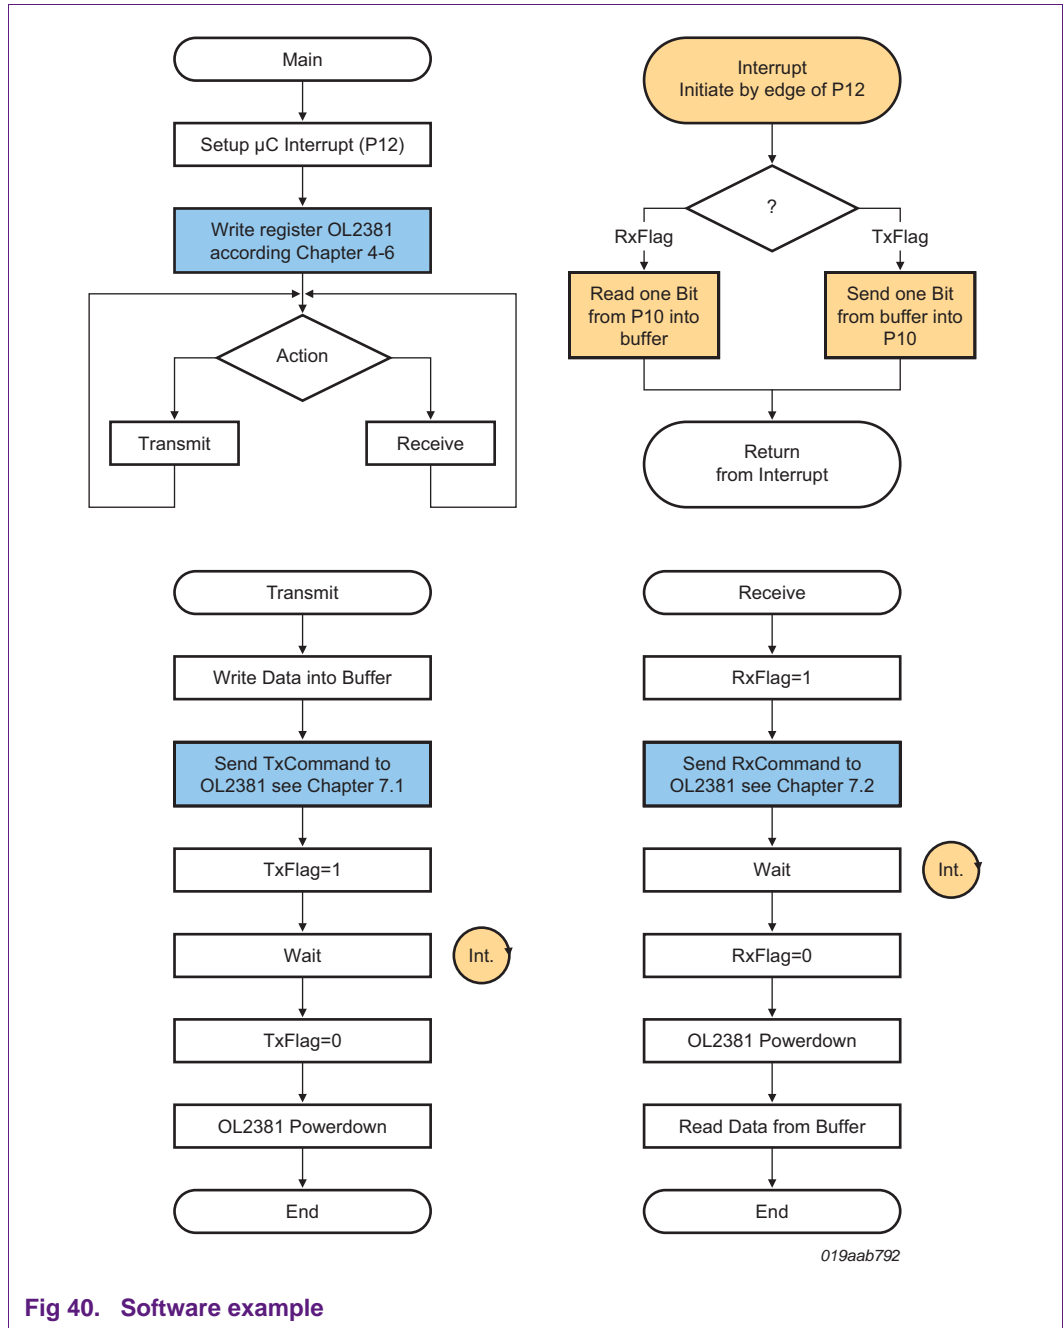 Main
Setup µC Interrupt (P12)
Write register OL2381
according Chapter 4-6
Action
Transmit
Receive
Interrupt
Initiate by edge of P12
?
RxFlag
TxFlag
Read one Bit
from P10 into
buffer
Send one Bit
from buffer into
P10
Return
from Interrupt
Transmit
Write Data into Buffer
Send TxCommand to
OL2381 see Chapter 7.1
TxFlag=1
Wait
Int.
TxFlag=0
OL2381 Powerdown
End
Receive
RxFlag=1
Send RxCommand to
OL2381 see Chapter 7.2
Wait
Int.
RxFlag=0
OL2381 Powerdown
Read Data from Buffer
End
019aab792
Fig 40. Software example